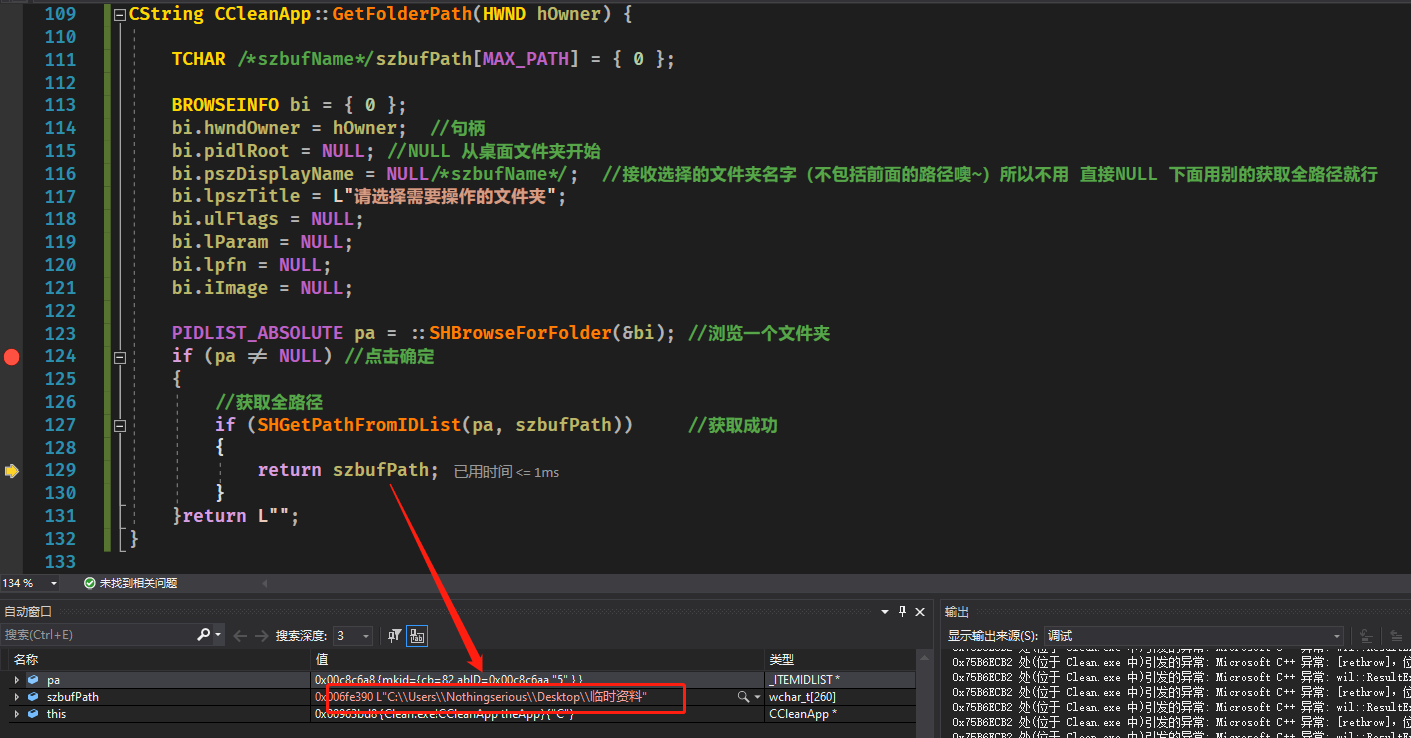 109 CString CCleanApp::GetFolderPath(HWND hOwner) {
110
111 TCHAR /*szbufName*/szbufPath[MAX_PATH] = { 0 };
112
113 BROWSEINFO bi = { 0 };
114 bi.hwndOwner = hOwner; //句柄
115 bi.pidlRoot = NULL; //NULL 从桌面文件夹开始
116 bi.pszDisplayName = NULL/*szbufName*/; //接收选择的文件夹名字（不包括前面的路径噢~）所以不用 直接NULL 下面用别的获取全路径就行
117 bi.lpszTitle = L"请选择需要操作的文件夹";
118 bi.ulFlags = NULL;
119 bi.lParam = NULL;
120 bi.lpfn = NULL;
121 bi.iImage = NULL;
122
123 PIDLIST_ABSOLUTE pa = ::SHBrowseForFolder(&bi); //浏览一个文件夹
124 if (pa ≠ NULL) //点击确定
125 {
126 //获取全路径
127 if (SHGetPathFromIDList(pa, szbufPath)) //获取成功
128 {
129 return szbufPath; 已用时间 <= 1ms
130 }
131 }return L"";
132 }
133
134 % 未找到相关问题
自动窗口
搜索(Ctrl+E) 搜索深度: 3
名称 值 类型
pa 0x00c8c6a8 {mkid={cb=82 abID=0x00c8c6aa "5" } } _ITEMIDLIST *
szbufPath 0x006fe390 L"C:\\Users\\Nothingserious\\Desktop\\临时资料" wchar_t[260]
this 0x00963bd8 {Clean.exe!CCleanApp theApp} {"C"} CCleanApp *
输出
显示输出来源(S): 调试
0x75B6ECB2 处(位于 Clean.exe 中)引发的异常: Microsoft C++ 异常: wil::ResultEx
0x75B6ECB2 处(位于 Clean.exe 中)引发的异常: Microsoft C++ 异常: [rethrow]，位
0x75B6ECB2 处(位于 Clean.exe 中)引发的异常: Microsoft C++ 异常: wil::ResultEx
0x75B6ECB2 处(位于 Clean.exe 中)引发的异常: Microsoft C++ 异常: [rethrow]，位
0x75B6ECB2 处(位于 Clean.exe 中)引发的异常: Microsoft C++ 异常: wil::ResultEx
0x75B6ECB2 处(位于 Clean.exe 中)引发的异常: Microsoft C++ 异常: [rethrow]，位